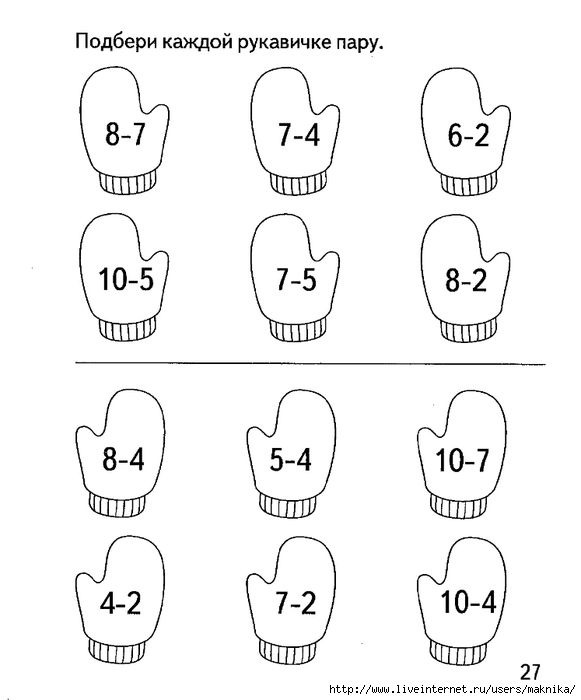 Подбери каждой рукавичке пару.
8-7 7-4 6-2
10-5 7-5 8-2
8-4 5-4 10-7
4-2 7-2 10-4
27
http://www.liveinternet.ru/users/maknika/